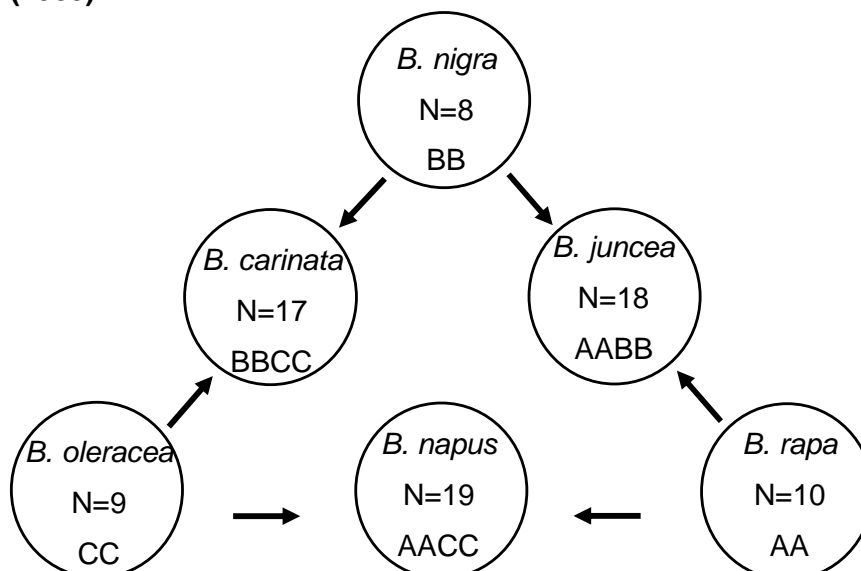 B. nigra
N=8
BB
B. carinata
N=17
BBCC
B. juncea
N=18
AABB
B. oleracea
N=9
CC
B. napus
N=19
AACC
B. rapa
N=10
AA